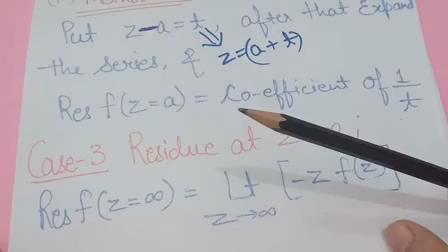 Put z-a=t, after that Expand
the series, & z=(a+t)
Res f(z=a) = Co-efficient of 1/t
Case-3 Residue at
Res f(z=∞) = Lt [-z f(z)]
z→∞